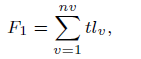 $F_1 = \sum_{v=1}^{nv} tl_v,$